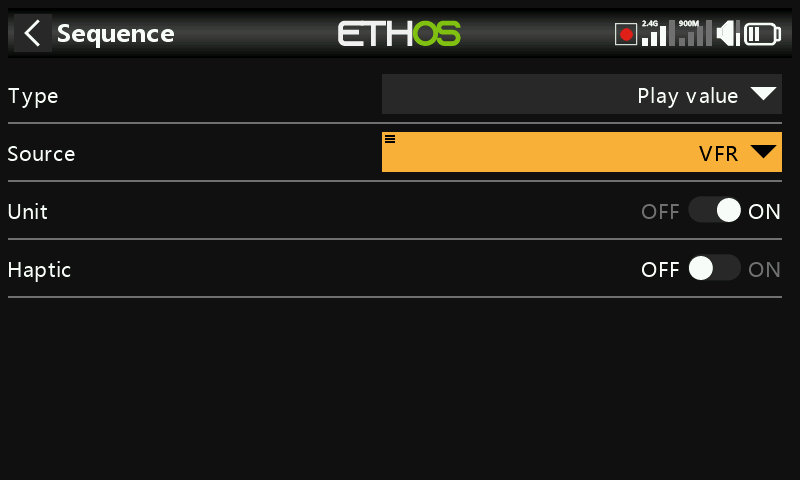 Sequence ETHOS 2.4G 900M
Type Play value
Source VFR
Unit OFF ON
Haptic OFF ON